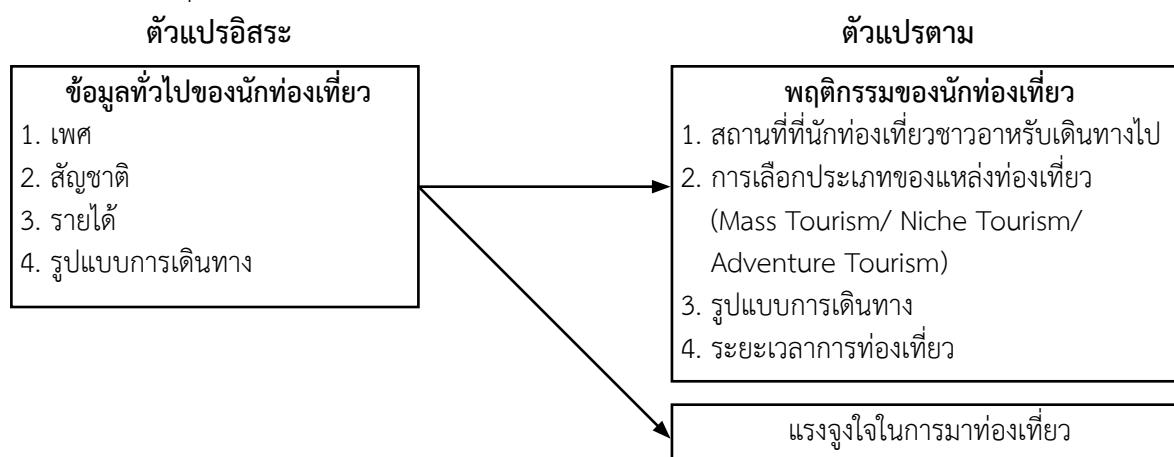 ตัวแปรอิสระ
ตัวแปรตาม
ข้อมูลทั่วไปของนักท่องเที่ยว
1. เพศ
2. สัญชาติ
3. รายได้
4. รูปแบบการเดินทาง
พฤติกรรมของนักท่องเที่ยว
1. สถานที่ที่นักท่องเที่ยวชาวอาหรับเดินทางไป
2. การเลือกประเภทของแหล่งท่องเที่ยว
(Mass Tourism/ Niche Tourism/
Adventure Tourism)
3. รูปแบบการเดินทาง
4. ระยะเวลาการท่องเที่ยว
แรงจูงใจในการมาท่องเที่ยว